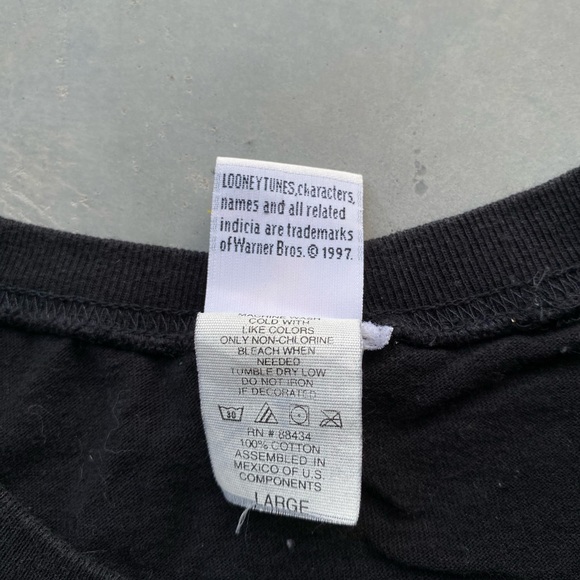 LOONEY TUNES, characters,
names and all related
indicia are trademarks
of Warner Bros. © 1997.
MACHINE WASH
COLD WITH
LIKE COLORS
ONLY NON-CHLORINE
BLEACH WHEN
NEEDED
TUMBLE DRY LOW
DO NOT IRON
IF DECORATED
30
RN # 88434
100% COTTON
ASSEMBLED IN
MEXICO OF U.S.
COMPONENTS
LARGE